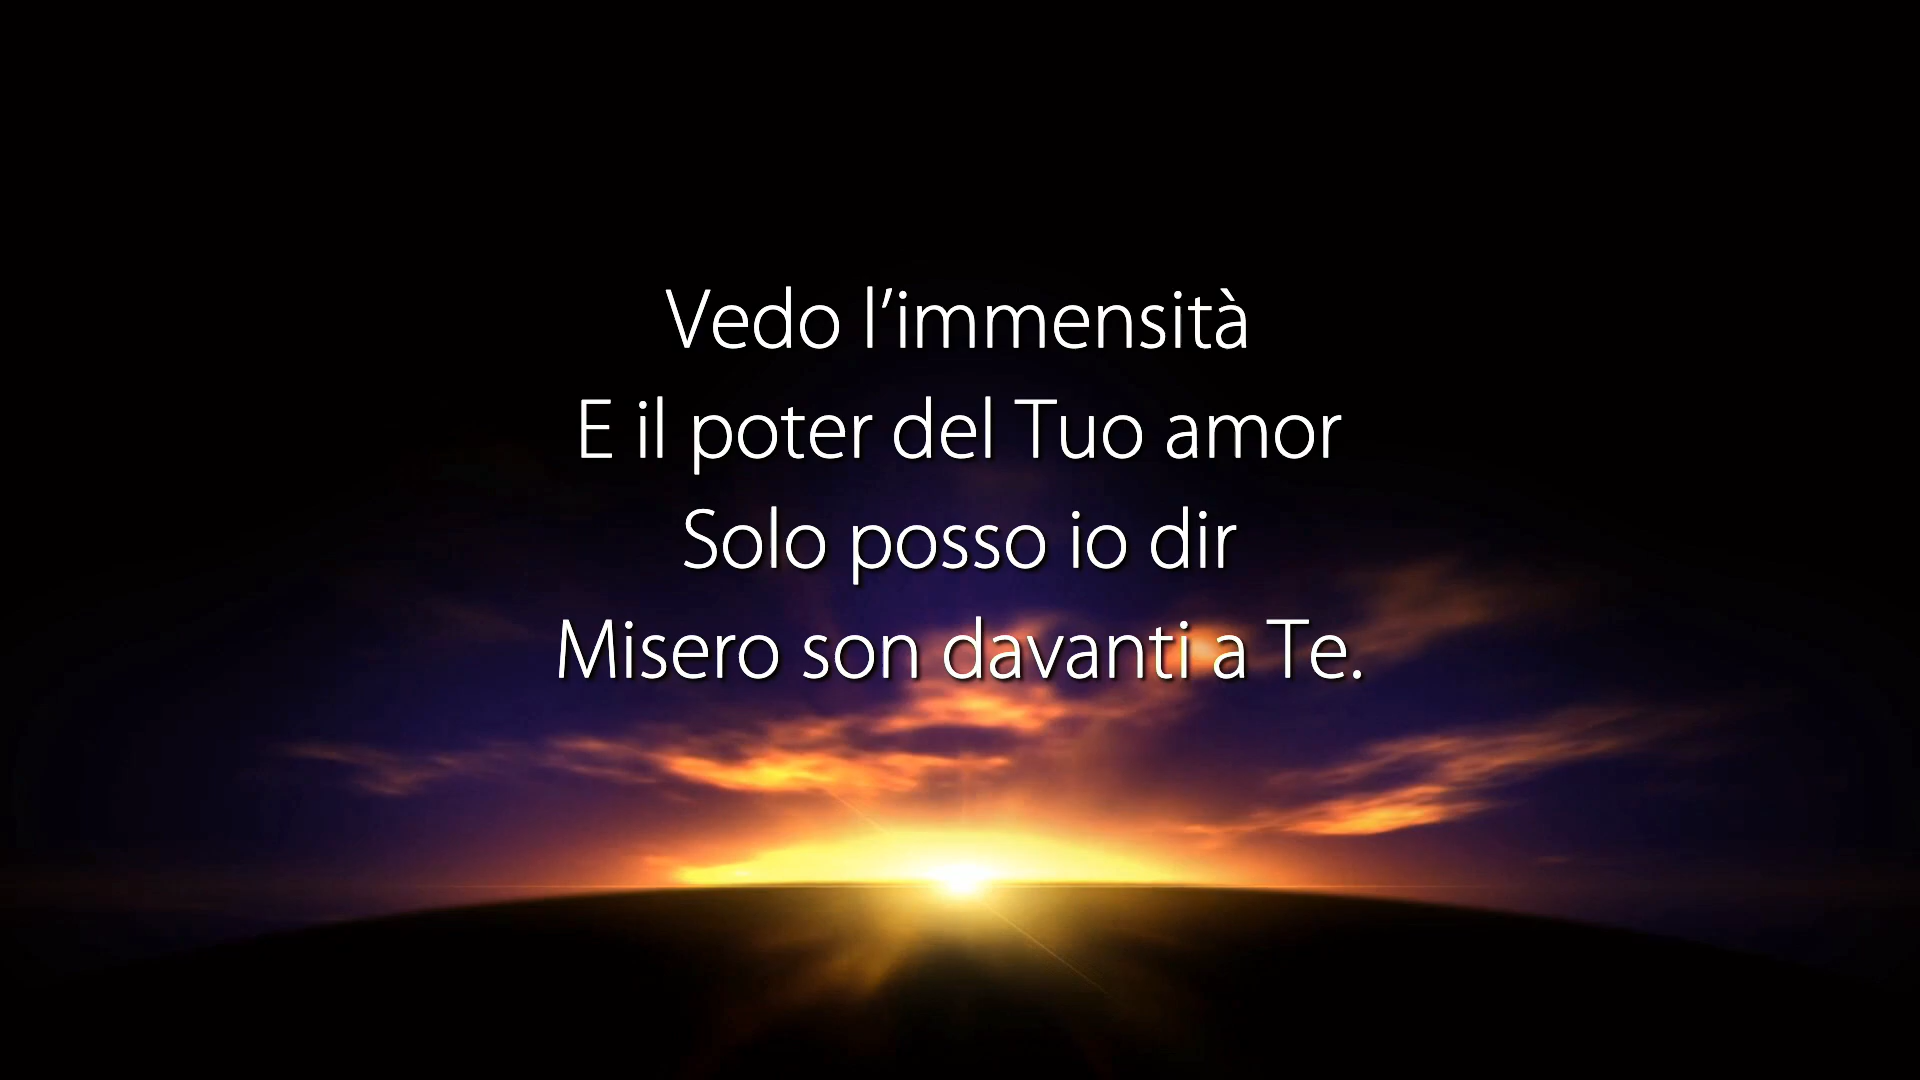 Vedo l’immensità
E il poter del Tuo amor
Solo posso io dir
Misero son davanti a Te.